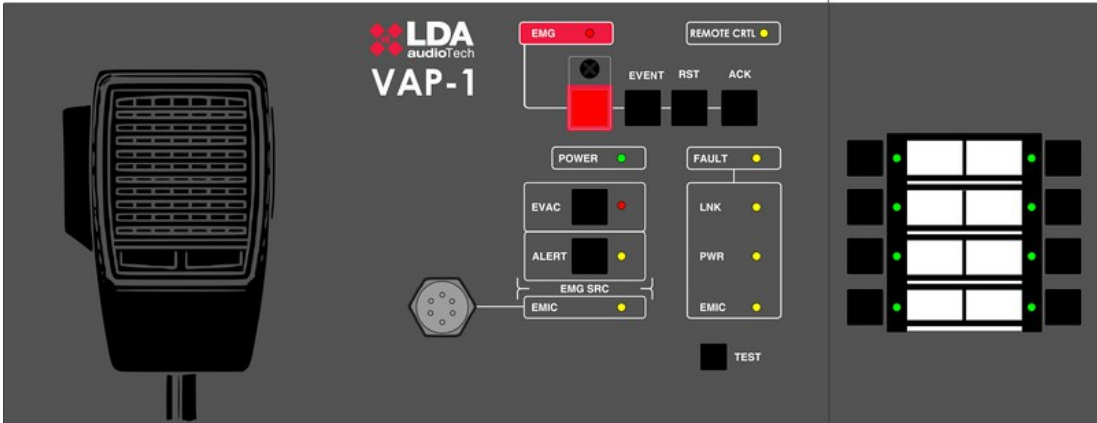 LDA
audioTech
VAP-1
EMG
REMOTE CRTL
EVENT
RST
ACK
POWER
FAULT
EVAC
LNK
ALERT
PWR
EMG SRC
EMIC
EMIC
TEST